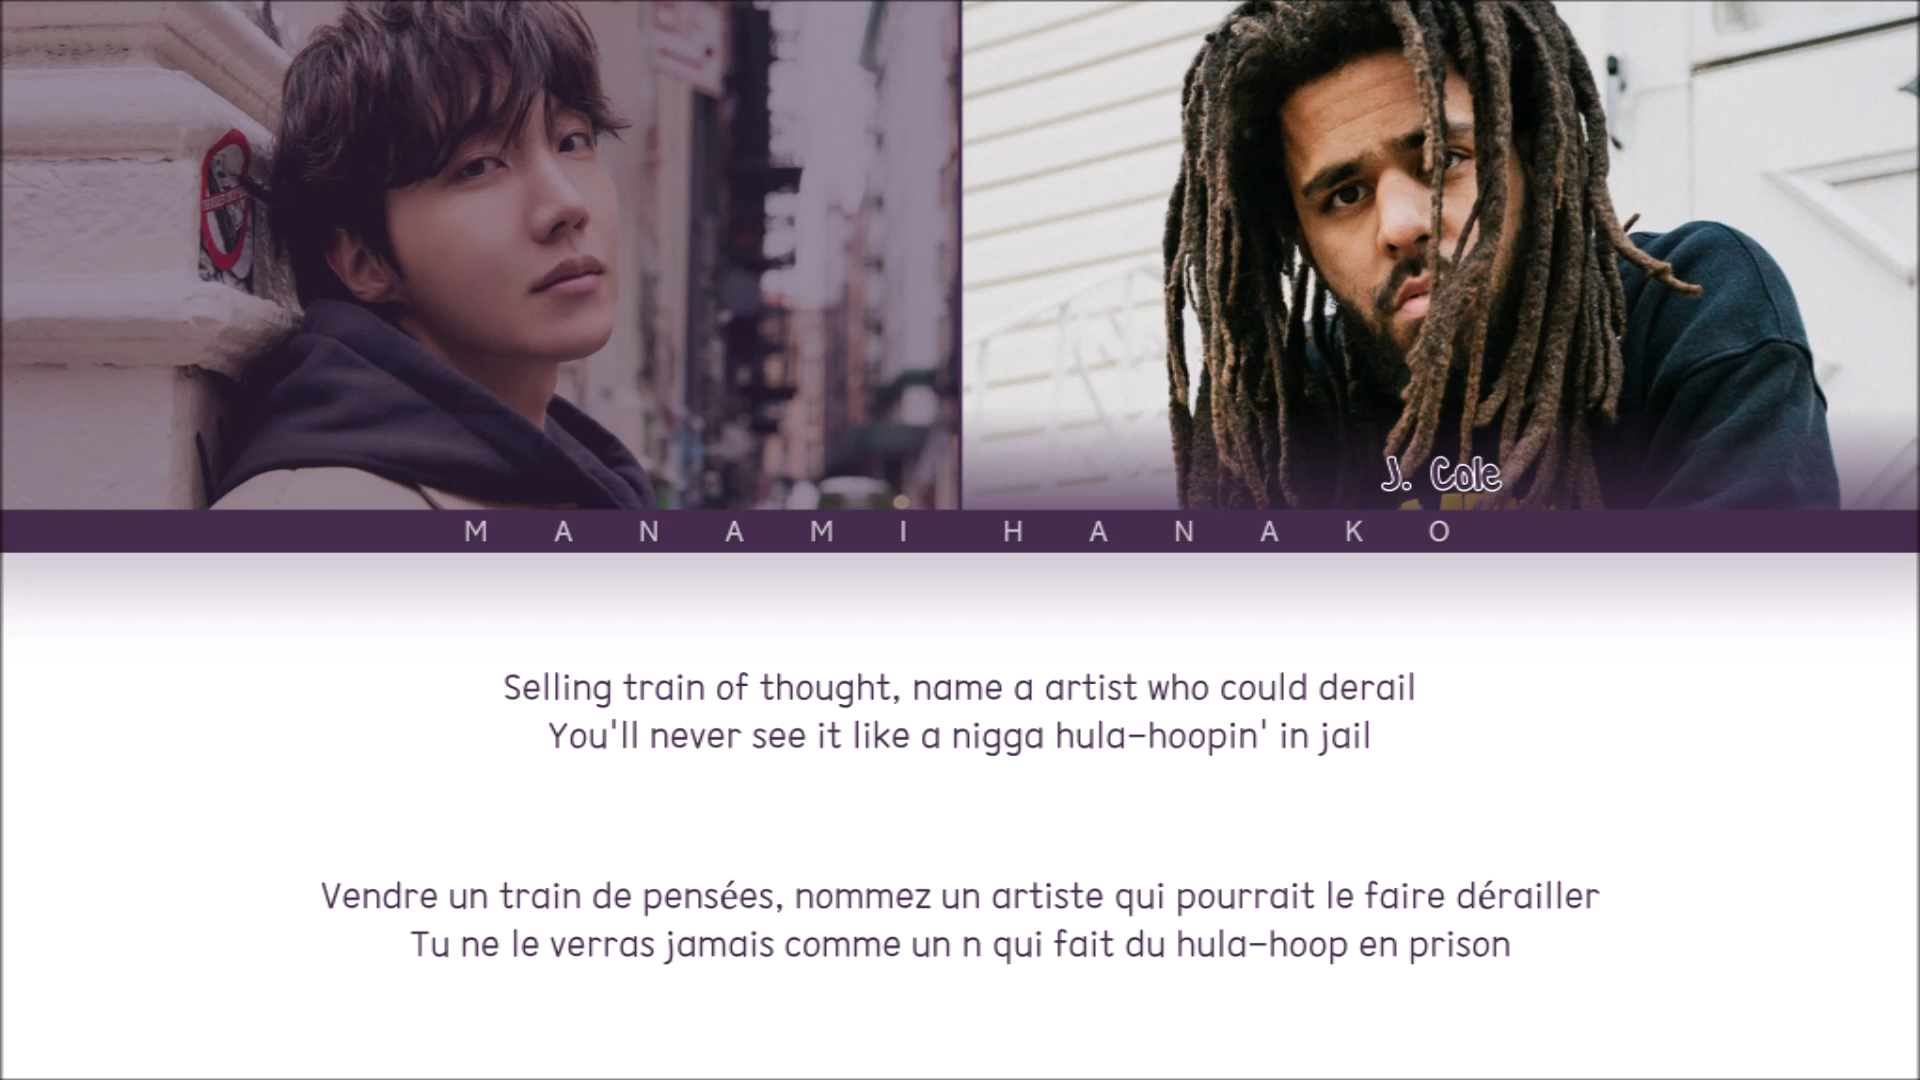 J. Cole
MANAMI HANAKO
Selling train of thought, name a artist who could derail
You'll never see it like a nigga hula-hoopin' in jail
Vendre un train de pensées, nommez un artiste qui pourrait le faire dérailler
Tu ne le verras jamais comme un n qui fait du hula-hoop en prison